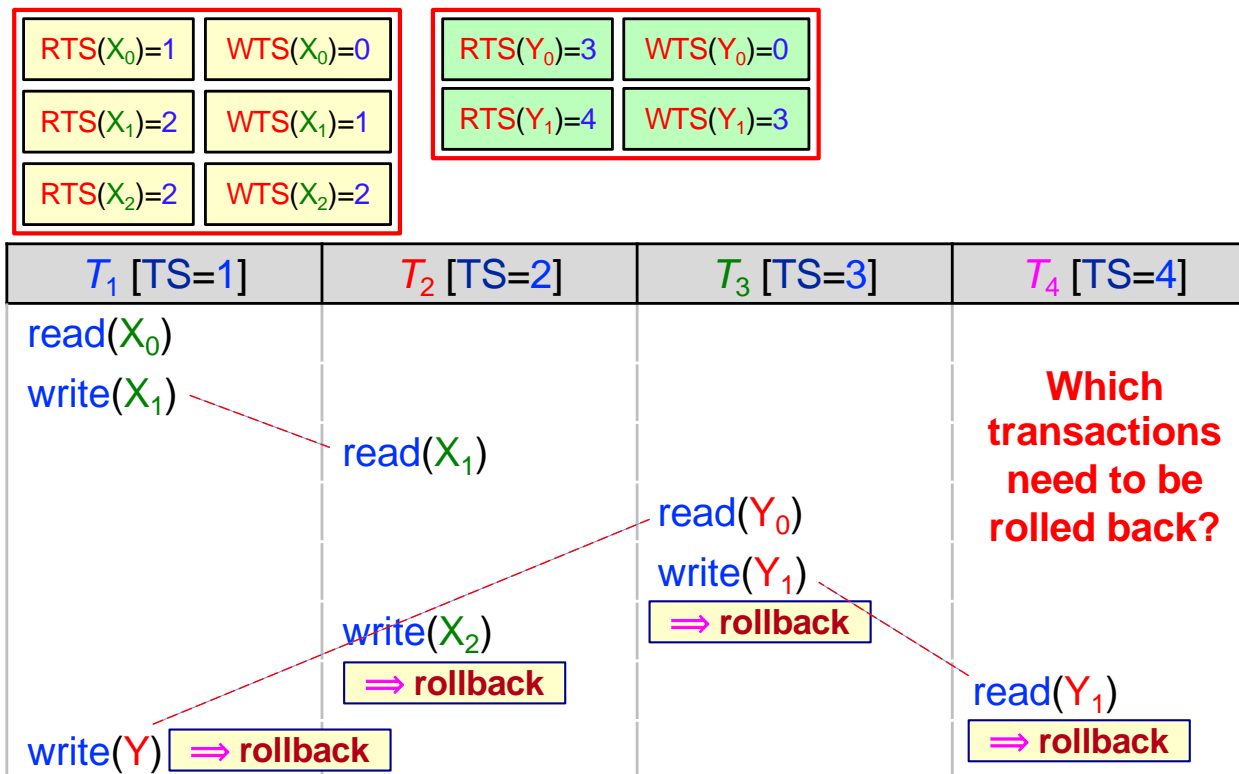 RTS(X₀)=1 WTS(X₀)=0 RTS(Y₀)=3 WTS(Y₀)=0
RTS(X₁)=2 WTS(X₁)=1 RTS(Y₁)=4 WTS(Y₁)=3
RTS(X₂)=2 WTS(X₂)=2
T₁ [TS=1] T₂ [TS=2] T₃ [TS=3] T₄ [TS=4]
read(X₀)
write(X₁)
read(X₁)
read(Y₀)
write(Y₁)
⇒ rollback
write(X₂)
⇒ rollback
Which
transactions
need to be
rolled back?
read(Y₁)
⇒ rollback
write(Y) ⇒ rollback